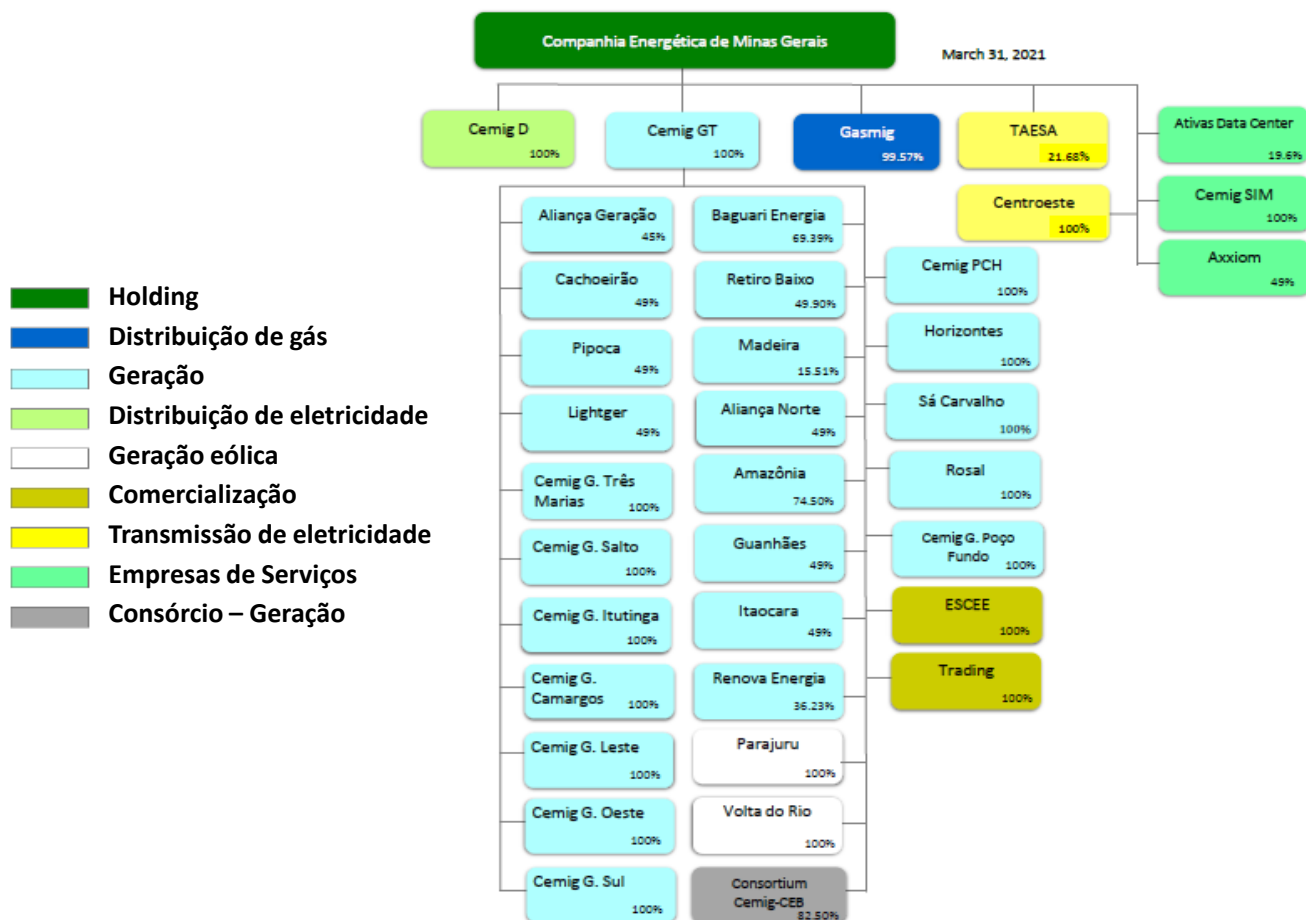 Companhia Energética de Minas Gerais
March 31, 2021
Cemig D
100%
Cemig GT
100%
Gasmig
99.57%
TAESA
21.68%
Ativas Data Center
19.6%
Centroeste
100%
Cemig SIM
100%
Axxiom
49%
Aliança Geração
45%
Cachoeirão
49%
Pipoca
49%
Lightger
49%
Cemig G. Três
Marias
100%
Cemig G. Salto
100%
Cemig G. Itutinga
100%
Cemig G.
Camargos
100%
Cemig G. Leste
100%
Cemig G. Oeste
100%
Cemig G. Sul
100%
Baguari Energia
69.39%
Retiro Baixo
49.90%
Madeira
15.51%
Aliança Norte
49%
Amazônia
74.50%
Guanhães
49%
Itaocara
49%
Renova Energia
36.23%
Parajuru
100%
Volta do Rio
100%
Consortium
Cemig-CEB
82.50%
Cemig PCH
100%
Horizontes
100%
Sá Carvalho
100%
Rosal
100%
Cemig G. Poço
Fundo
100%
ESCEE
100%
Trading
100%
Holding
Distribuição de gás
Geração
Distribuição de eletricidade
Geração eólica
Comercialização
Transmissão de eletricidade
Empresas de Serviços
Consórcio – Geração